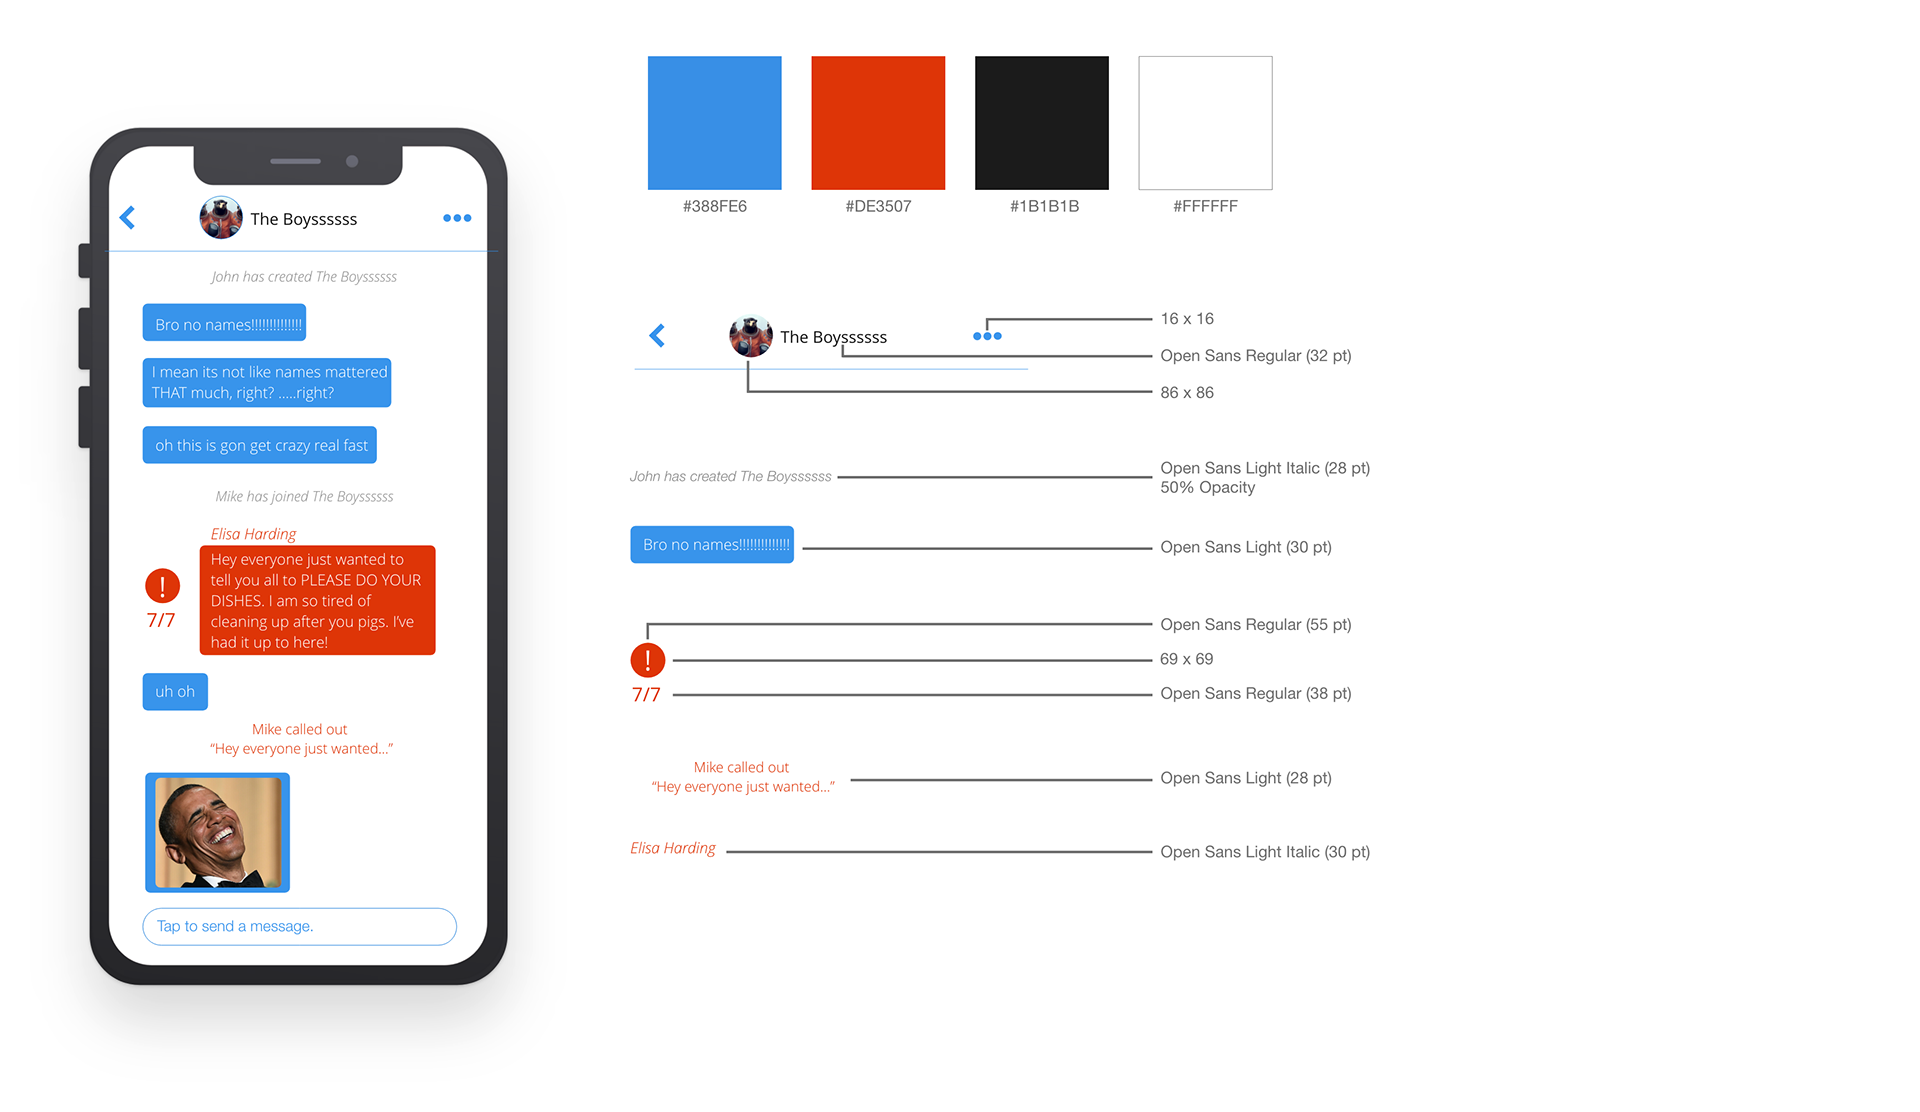 The Boyssssss
John has created The Boyssssss
Bro no names!!!!!!!!!!!!!!
I mean its not like names mattered
THAT much, right? .....right?
oh this is gon get crazy real fast
Mike has joined The Boyssssss
Elisa Harding
Hey everyone just wanted to
tell you all to PLEASE DO YOUR
DISHES. I am so tired of
cleaning up after you pigs. I've
had it up to here!
!
7/7
uh oh
Mike called out
“Hey everyone just wanted...”
Tap to send a message.
#388FE6
#DE3507
#1B1B1B
#FFFFFF
The Boyssssss
16 x 16
Open Sans Regular (32 pt)
86 x 86
John has created The Boyssssss
Open Sans Light Italic (28 pt)
50% Opacity
Bro no names!!!!!!!!!!!!!!
Open Sans Light (30 pt)
Open Sans Regular (55 pt)
!
69 x 69
7/7
Open Sans Regular (38 pt)
Mike called out
“Hey everyone just wanted...”
Open Sans Light (28 pt)
Elisa Harding
Open Sans Light Italic (30 pt)